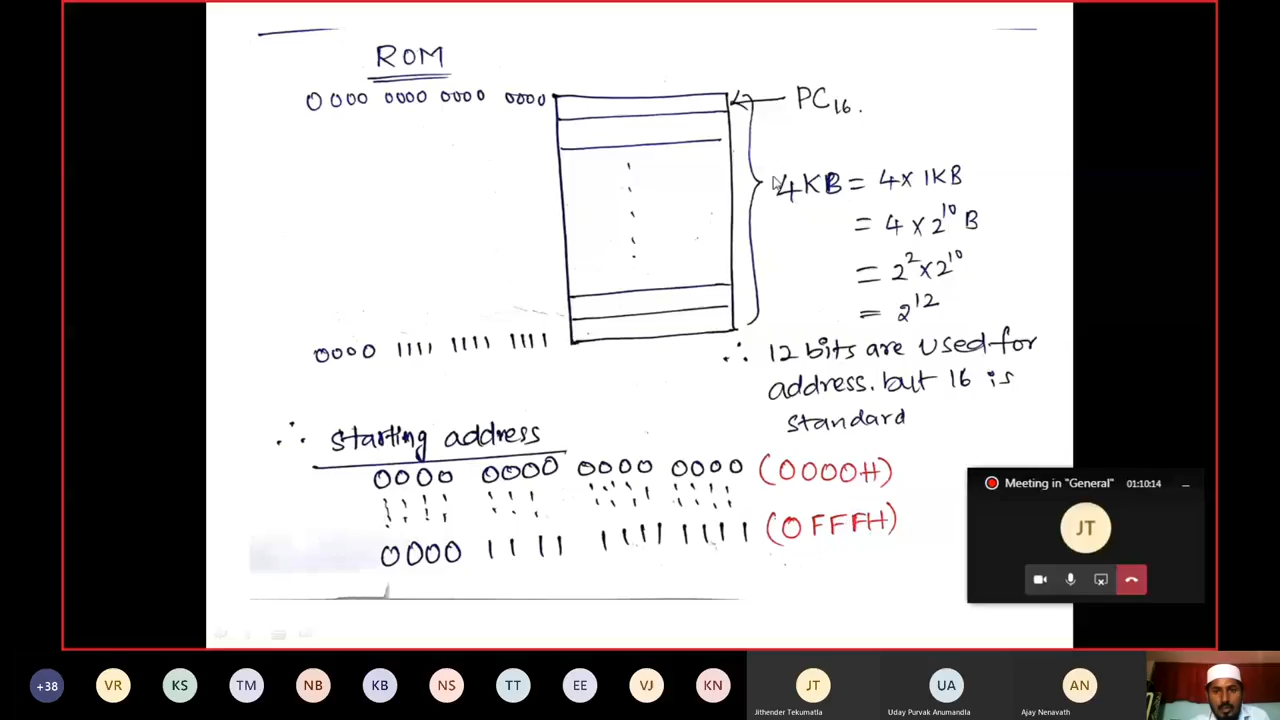 ROM
0000 0000 0000 0000
PC16.
4KB = 4 x 1KB
= 4 x 2^10 B
= 2^2 x 2^10
= 2^12
0000 1111 1111 1111
∴ 12 bits are used for
address. but 16 is
standard
∴ starting address
0000 0000 0000 0000 (0000H)
0000 1111 1111 1111 (0FFFH)
Meeting in "General" 01:10:14
JT
+38 VR KS TM NB KB NS TT EE VJ KN JT UA AN
Jithender Tekumatla Uday Purvak Anumandla Ajay Nenavath